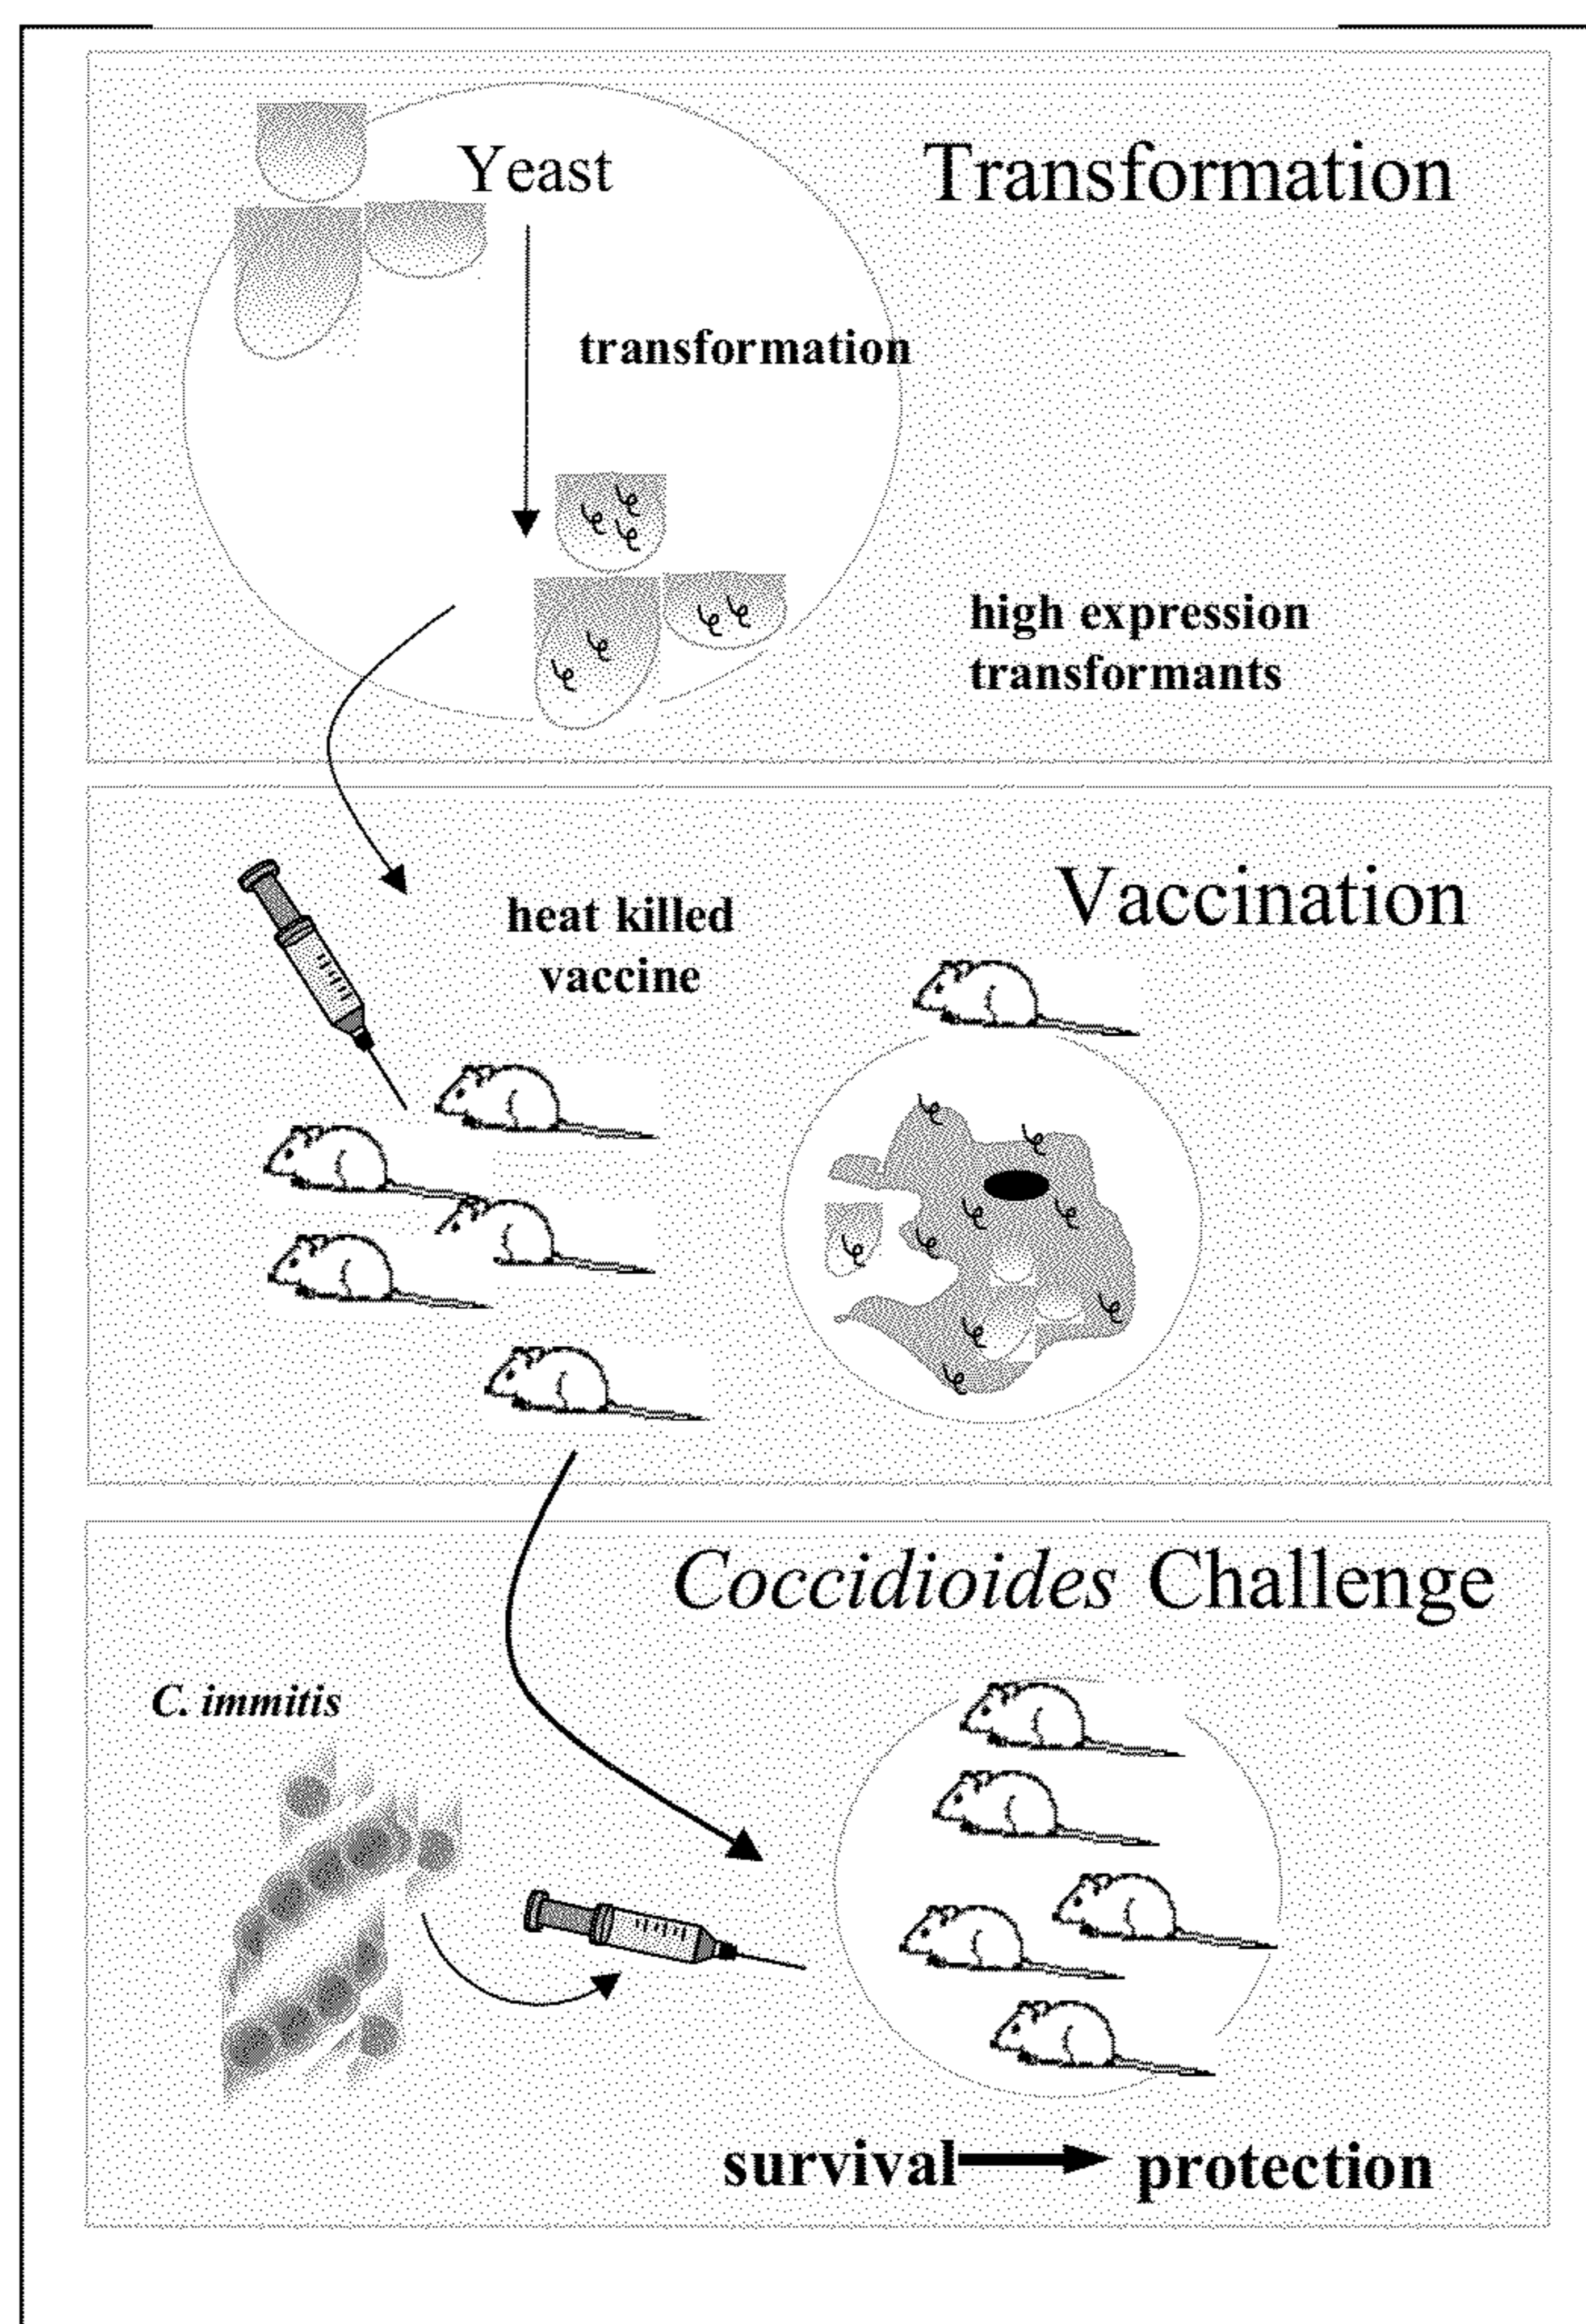 Yeast
Transformation
transformation
high expression
transformants
Vaccination
heat killed
vaccine
Coccidioides Challenge
C. immitis
survival protection